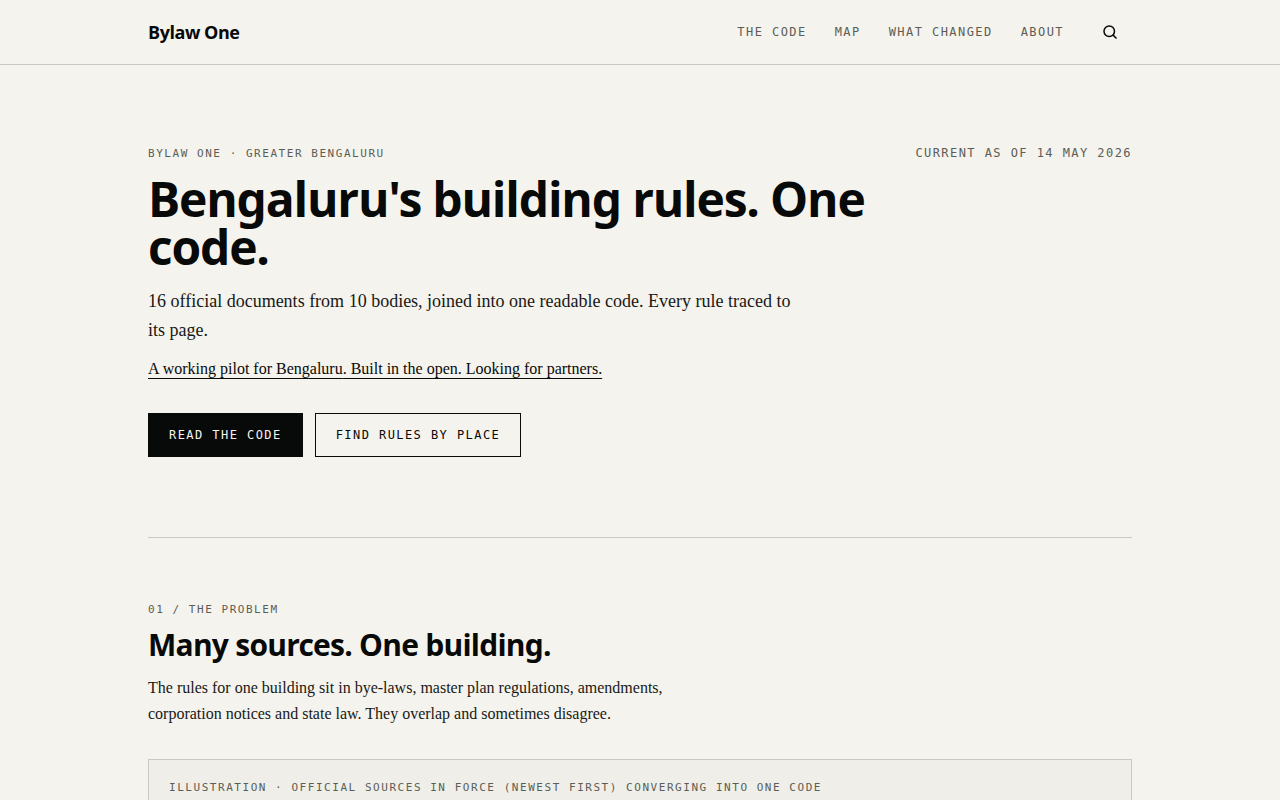 Bylaw One
THE CODE MAP WHAT CHANGED ABOUT
BYLAW ONE · GREATER BENGALURU
CURRENT AS OF 14 MAY 2026
Bengaluru's building rules. One
code.
16 official documents from 10 bodies, joined into one readable code. Every rule traced to
its page.
A working pilot for Bengaluru. Built in the open. Looking for partners.
READ THE CODE
FIND RULES BY PLACE
01 / THE PROBLEM
Many sources. One building.
The rules for one building sit in bye-laws, master plan regulations, amendments,
corporation notices and state law. They overlap and sometimes disagree.
ILLUSTRATION · OFFICIAL SOURCES IN FORCE (NEWEST FIRST) CONVERGING INTO ONE CODE